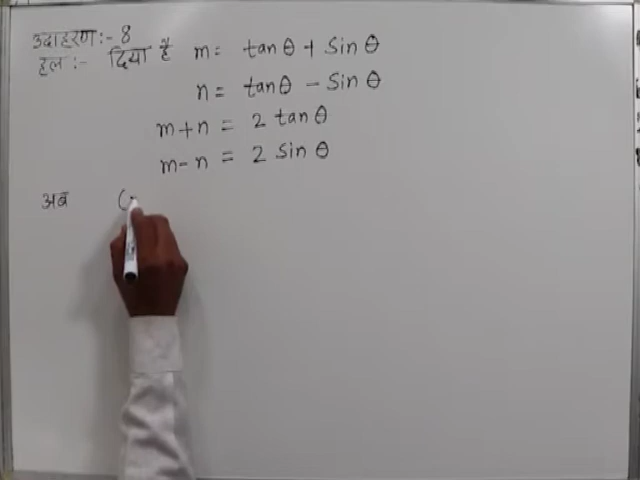 उदाहरण:- 8
हल :- दिया है m = tanθ + Sinθ
n = tanθ - Sinθ
m+n = 2 tanθ
m-n = 2 Sinθ
अब (